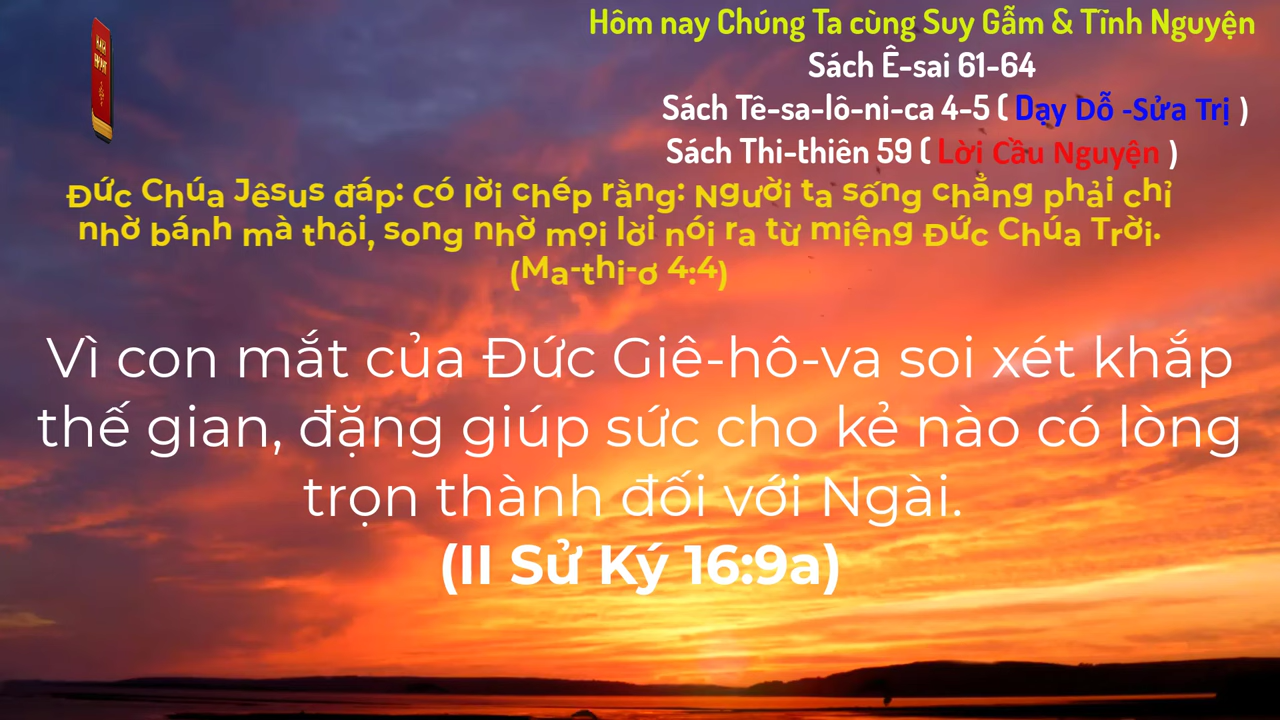 Hôm nay Chúng Ta cùng Suy Gẫm & Tĩnh Nguyện
Sách Ê-sai 61-64
Sách Tê-sa-lô-ni-ca 4-5 ( Dạy Dỗ -Sửa Trị )
Sách Thi-thiên 59 ( Lời Cầu Nguyện )
Đức Chúa Jêsus đáp: Có lời chép rằng: Người ta sống chẳng phải chỉ
nhờ bánh mà thôi, song nhờ mọi lời nói ra từ miệng Đức Chúa Trời.
(Ma-thi-ơ 4:4)
Vì con mắt của Đức Giê-hô-va soi xét khắp
thế gian, đặng giúp sức cho kẻ nào có lòng
trọn thành đối với Ngài.
(II Sử Ký 16:9a)